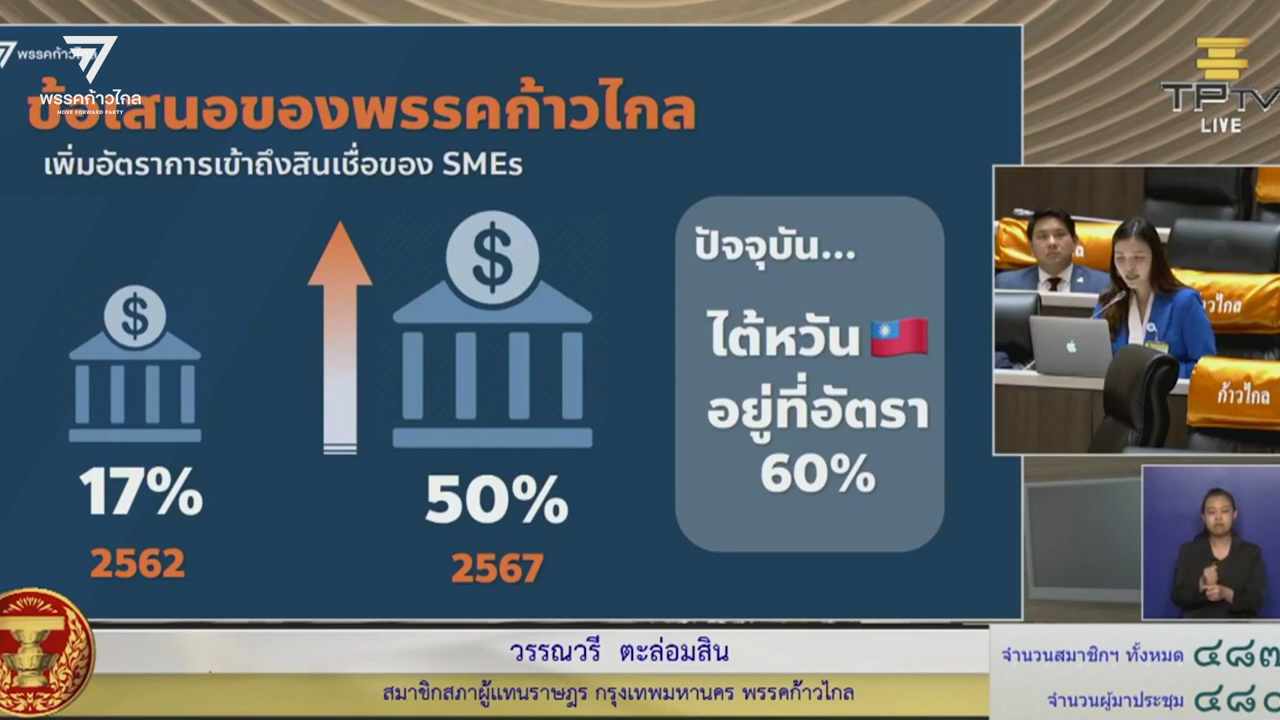 พรรคก้าวไกล
พรรคก้าวไกล
MOVE FORWARD PARTY
ข้อเสนอของพรรคก้าวไกล
เพิ่มอัตราการเข้าถึงสินเชื่อของ SMEs
$
$
17%
2562
50%
2567
ปัจจุบัน...
ไต้หวัน
อยู่ที่อัตรา
60%
TPTV
LIVE
ก้าวไกล
วรรณวรี ตะล่อมสิน
สมาชิกสภาผู้แทนราษฎร กรุงเทพมหานคร พรรคก้าวไกล
จำนวนสมาชิกฯ ทั้งหมด ๔๘๓
จำนวนผู้มาประชุม